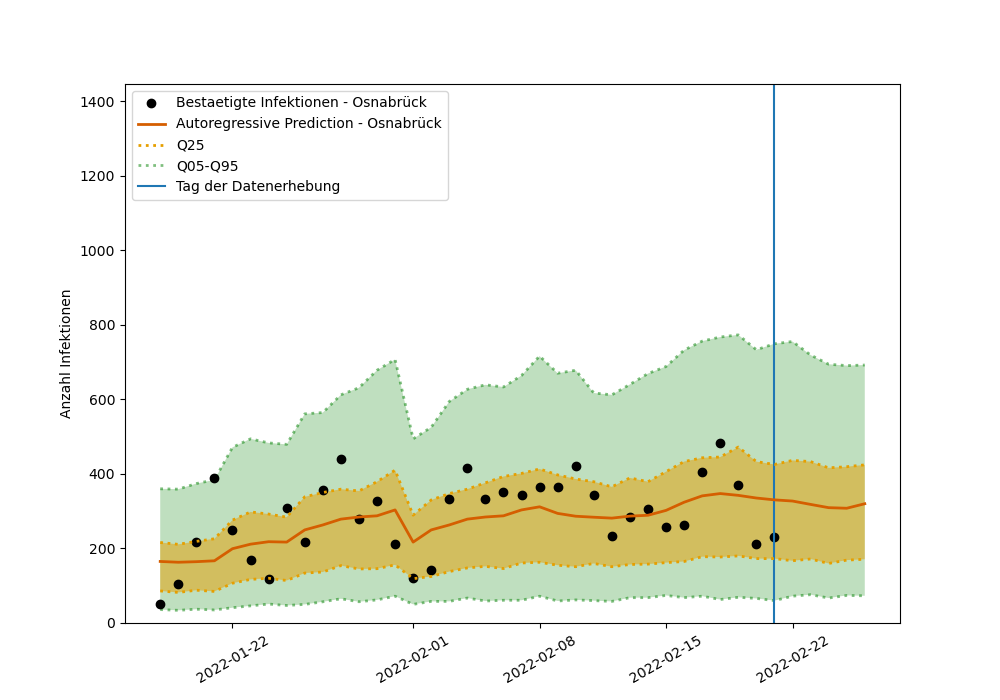 Bestaetigte Infektionen - Osnabrück
Autoregressive Prediction - Osnabrück
Q25
Q05-Q95
Tag der Datenerhebung
Anzahl Infektionen
1400
1200
1000
800
600
400
200
0
2022-01-22
2022-02-01
2022-02-08
2022-02-15
2022-02-22